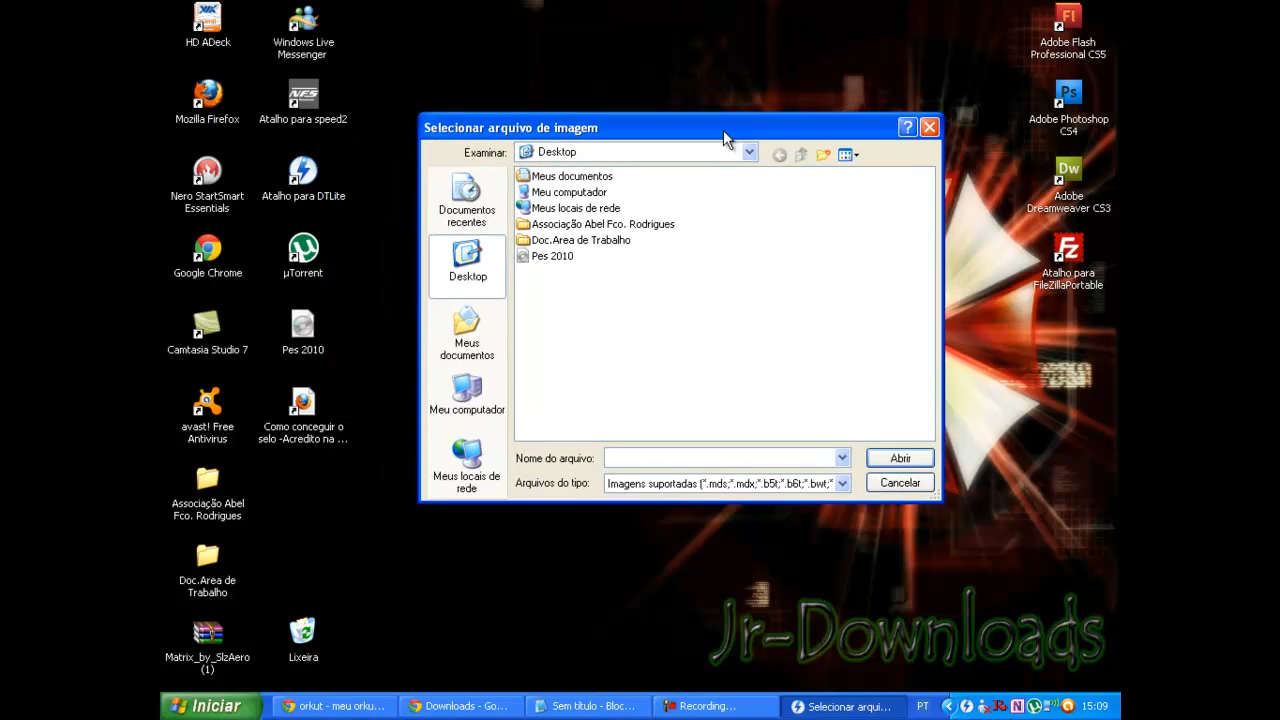 HD ADeck
Windows Live
Messenger
Mozilla Firefox
NFS
Atalho para speed2
Nero StartSmart
Essentials
Atalho para DTLite
Google Chrome
µTorrent
Camtasia Studio 7
Pes 2010
avast! Free
Antivirus
Como conceguir o
selo -Acredito na ...
Associação Abel
Fco. Rodrigues
Doc.Area de
Trabalho
Matrix_by_SlzAero
(1)
Lixeira
Selecionar arquivo de imagem
?
Examinar:
Desktop
Documentos
recentes
Desktop
Meus
documentos
Meu computador
Meus locais de
rede
Meus documentos
Meu computador
Meus locais de rede
Associação Abel Fco. Rodrigues
Doc.Area de Trabalho
Pes 2010
Nome do arquivo:
Abrir
Arquivos do tipo:
Imagens suportadas (*.mds;*.mdx;*.b5t;*.b6t;*.bwt;*
Cancelar
Fl
Adobe Flash
Professional CS5
Ps
Adobe Photoshop
CS4
Dw
Adobe
Dreamweaver CS3
Fz
Atalho para
FileZillaPortable
Jr-Downloads
Iniciar
orkut - meu orku...
Downloads - Go...
Sem título - Bloc...
Recording...
Selecionar arqui...
PT
15:09